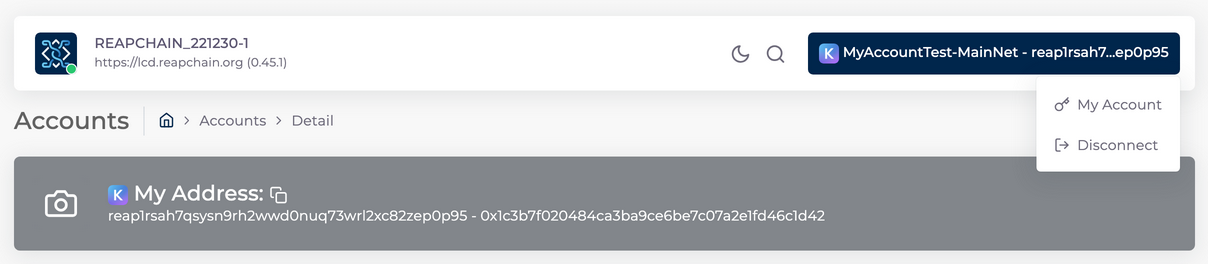 REAPCHAIN_221230-1
https://lcd.reapchain.org (0.45.1)
K MyAccountTest-MainNet - reap1rsah7...ep0p95
My Account
Disconnect
Accounts
Accounts > Detail
K My Address:
reap1rsah7qsysn9rh2wwd0nuq73wrl2xc82zep0p95 - 0x1c3b7f020484ca3ba9ce6be7c07a2e1fd46c1d42